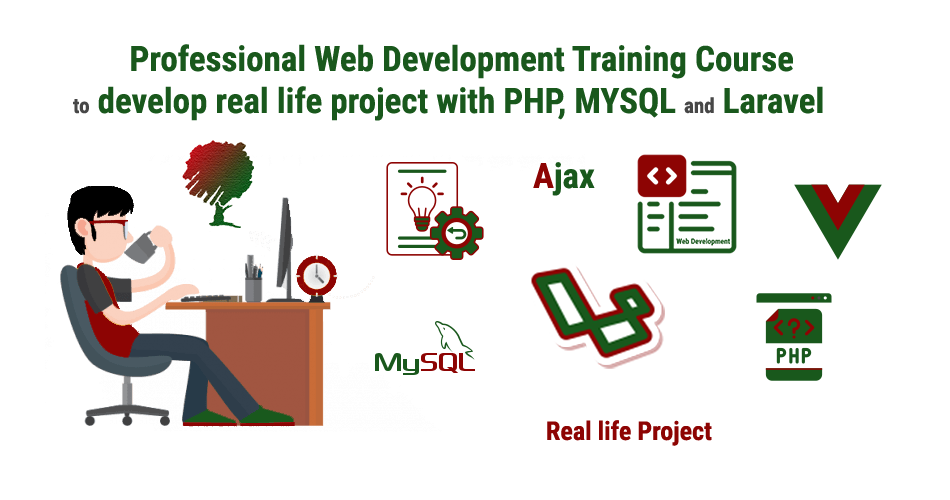 Professional Web Development Training Course
to develop real life project with PHP, MYSQL and Laravel
Ajax
< >
Web Development
<?>
PHP
MySQL
Real life Project